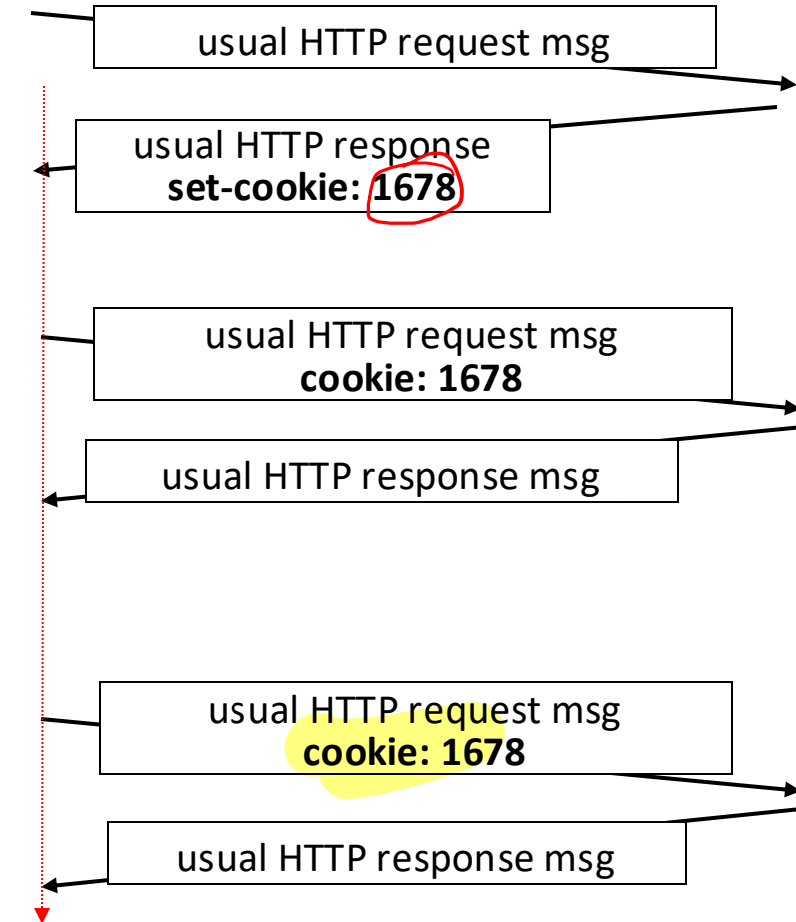 usual HTTP request msg
usual HTTP response
set-cookie: 1678
usual HTTP request msg
cookie: 1678
usual HTTP response msg
usual HTTP request msg
cookie: 1678
usual HTTP response msg